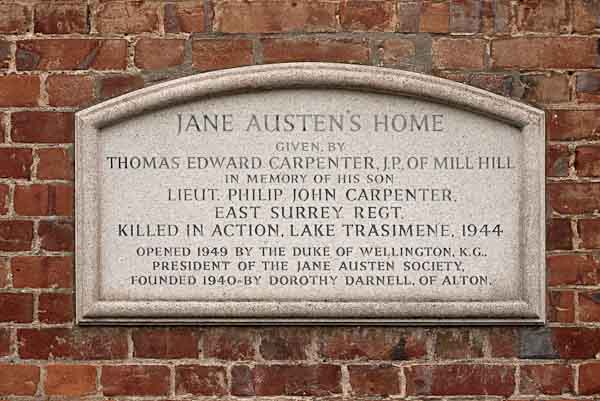 JANE AUSTEN'S HOME
GIVEN, BY
THOMAS EDWARD CARPENTER, J.P., OF MILL HILL
IN MEMORY OF HIS SON
LIEUT. PHILIP JOHN CARPENTER,
EAST SURREY REGT.
KILLED IN ACTION, LAKE TRASIMENE, 1944
OPENED 1949 BY THE DUKE OF WELLINGTON, K.G.,
PRESIDENT OF THE JANE AUSTEN SOCIETY,
FOUNDED 1940-BY DOROTHY DARNELL, OF ALTON.